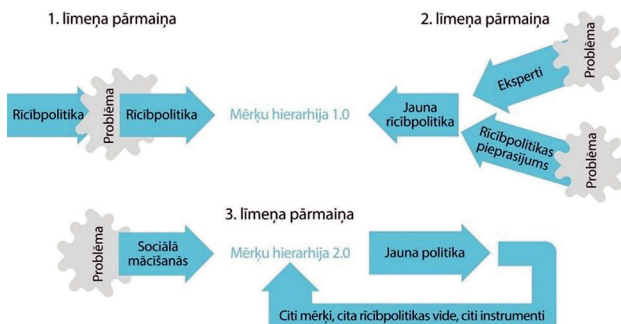 1. līmeņa pārmaiņa
Rīcībpolitika
Problēma
Rīcībpolitika
Mērķu hierarhija 1.0
2. līmeņa pārmaiņa
Jauna
rīcībpolitika
Eksperti
Problēma
Rīcībpolitikas
pieprasījums
Problēma
3. līmeņa pārmaiņa
Problēma
Sociālā
mācīšanās
Mērķu hierarhija 2.0
Jauna politika
Citi mērķi, cita rīcībpolitikas vide, citi instrumenti